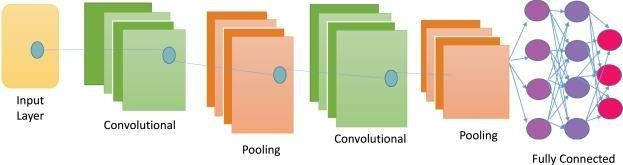 Input
Layer
Convolutional
Pooling
Convolutional
Pooling
Fully Connected